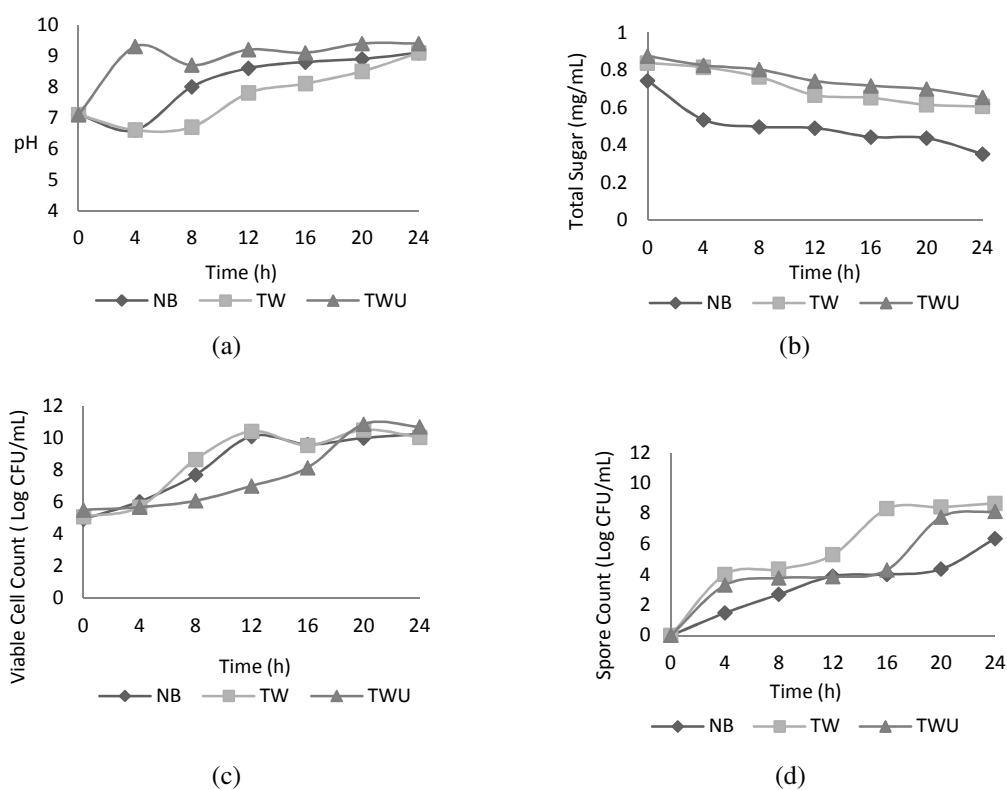 10
9
8
7
6
5
4
pH
0 4 8 12 16 20 24
Time (h)
NB TW TWU
(a)
1
0.8
0.6
0.4
0.2
0
Total Sugar (mg/mL)
0 4 8 12 16 20 24
Time (h)
NB TW TWU
(b)
12
10
8
6
4
2
0
Viable Cell Count ( Log CFU/mL)
0 4 8 12 16 20 24
Time (h)
NB TW TWU
(c)
12
10
8
6
4
2
0
Spore Count (Log CFU/mL)
0 4 8 12 16 20 24
Time (h)
NB TW TWU
(d)